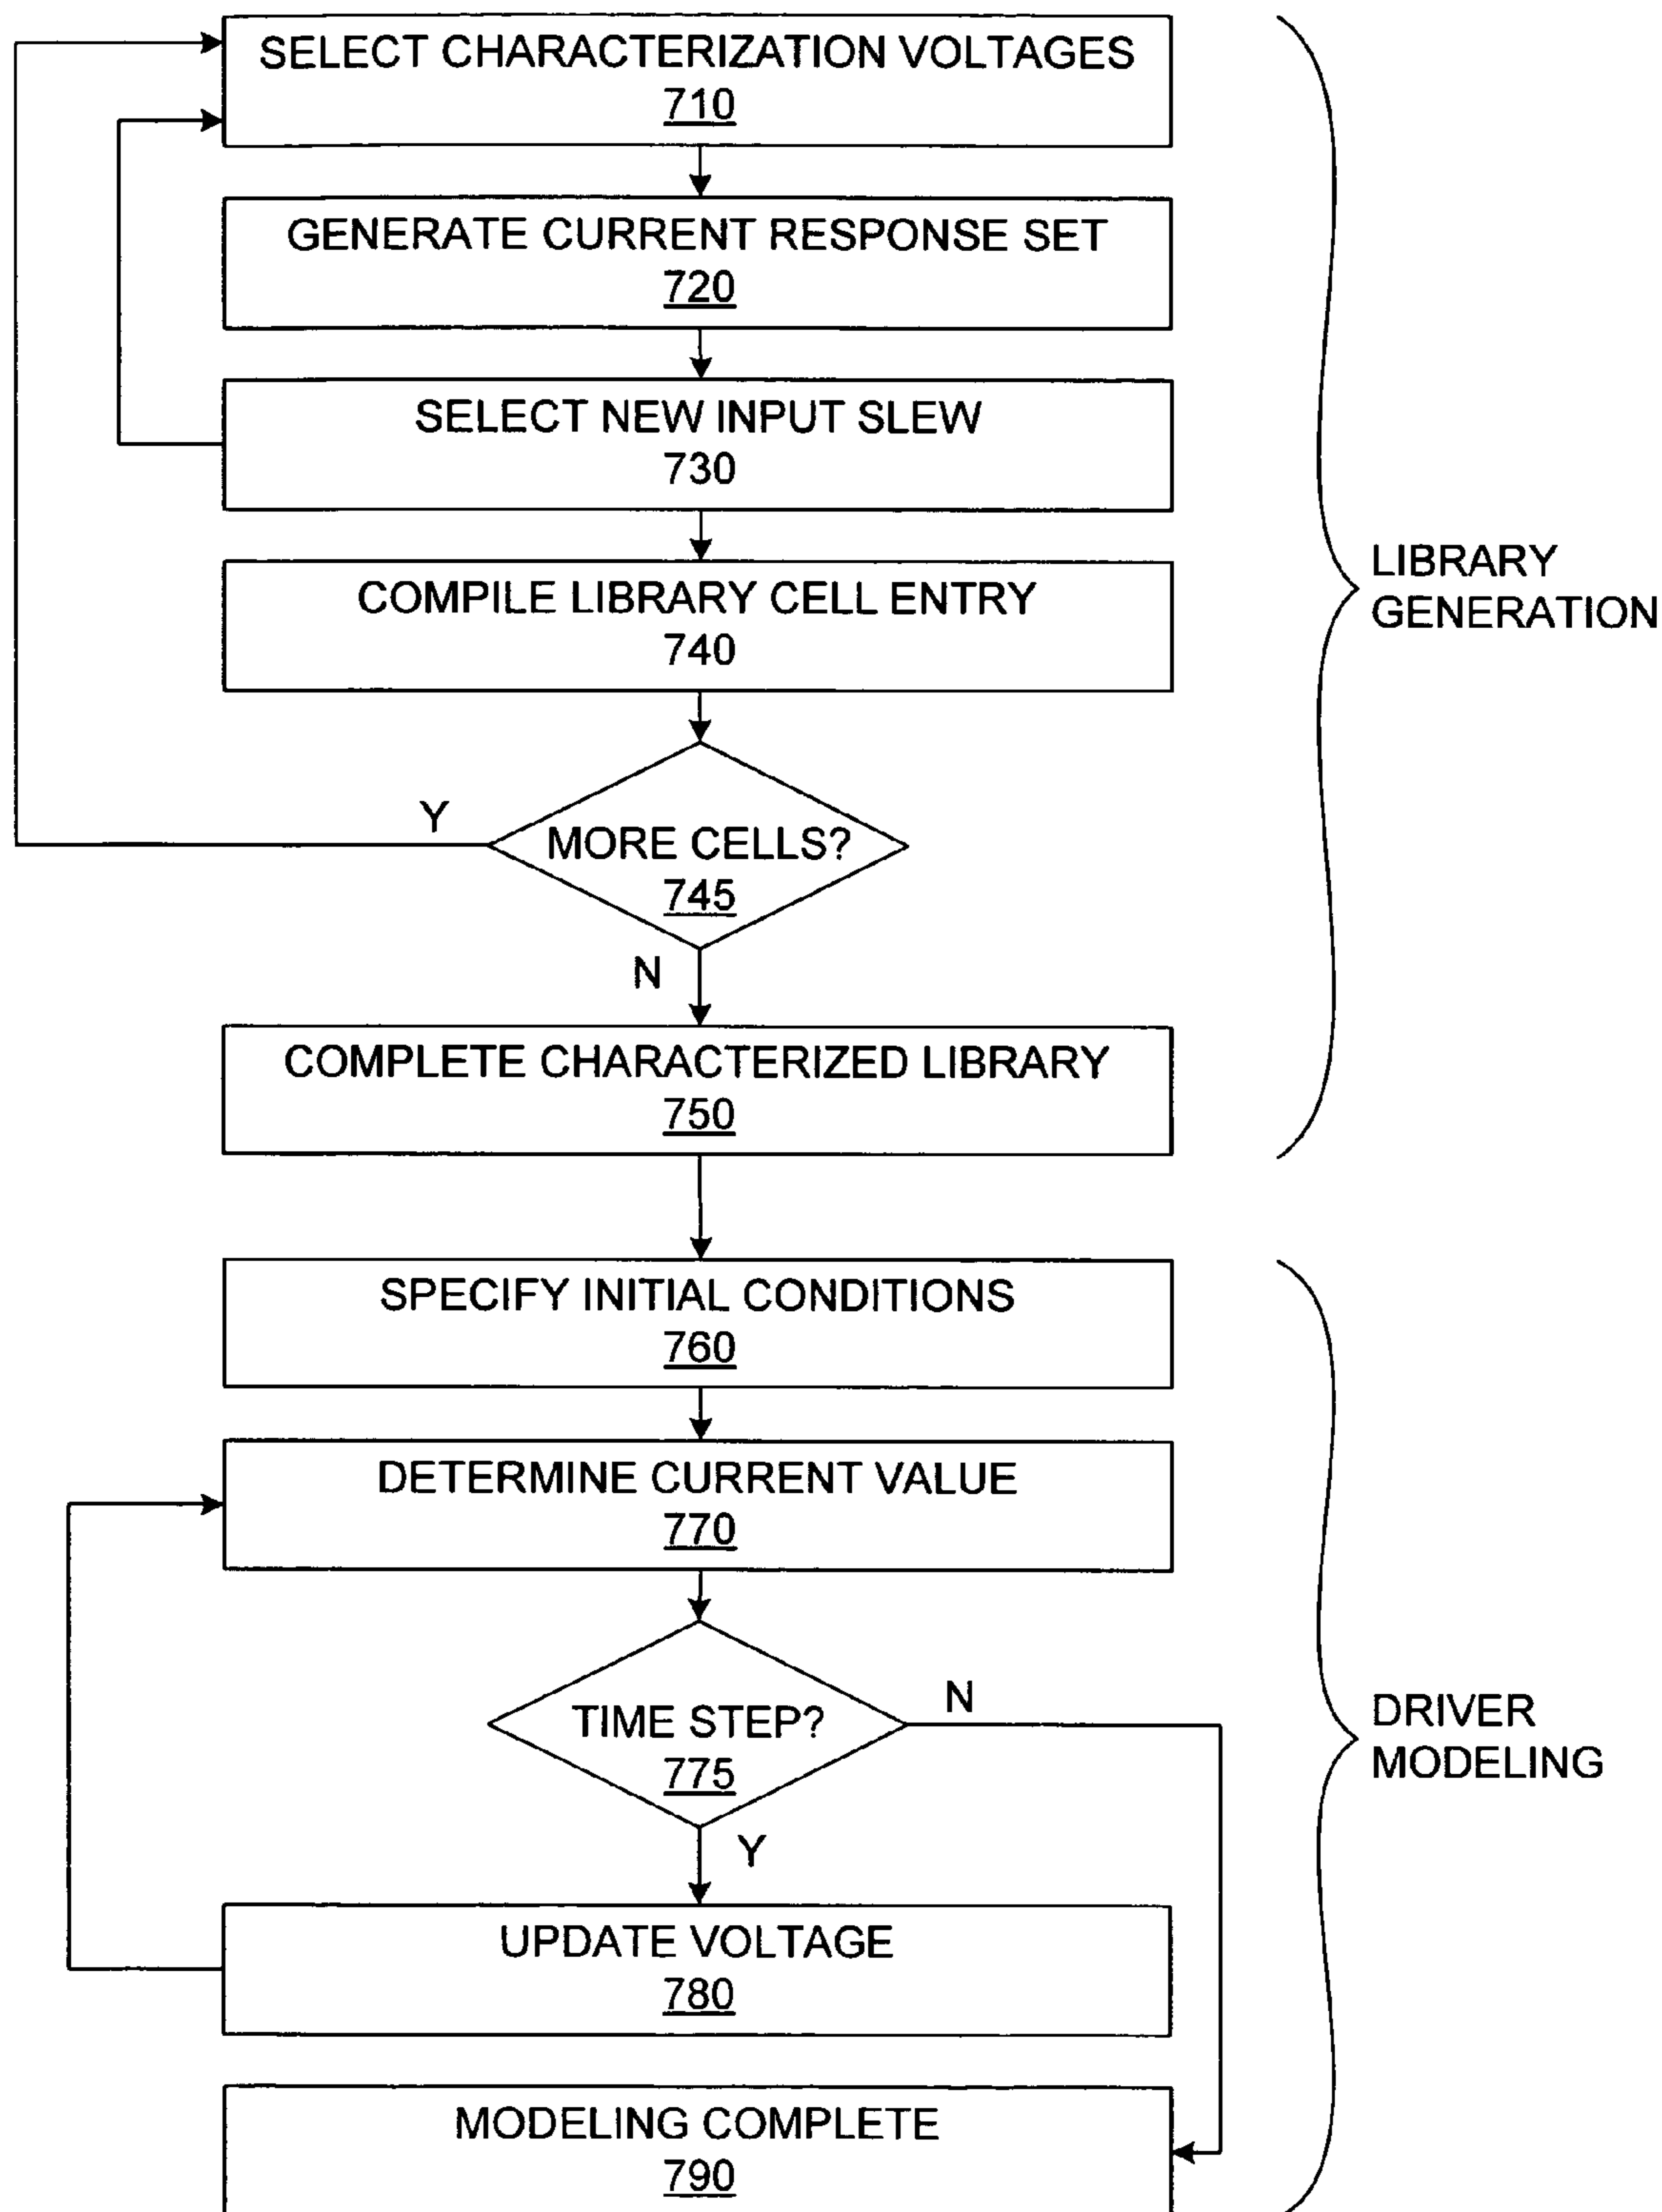 SELECT CHARACTERIZATION VOLTAGES
710
GENERATE CURRENT RESPONSE SET
720
SELECT NEW INPUT SLEW
730
COMPILE LIBRARY CELL ENTRY
740
LIBRARY
GENERATION
Y
MORE CELLS?
745
N
COMPLETE CHARACTERIZED LIBRARY
750
SPECIFY INITIAL CONDITIONS
760
DETERMINE CURRENT VALUE
770
TIME STEP?
775
N
Y
DRIVER
MODELING
UPDATE VOLTAGE
780
MODELING COMPLETE
790